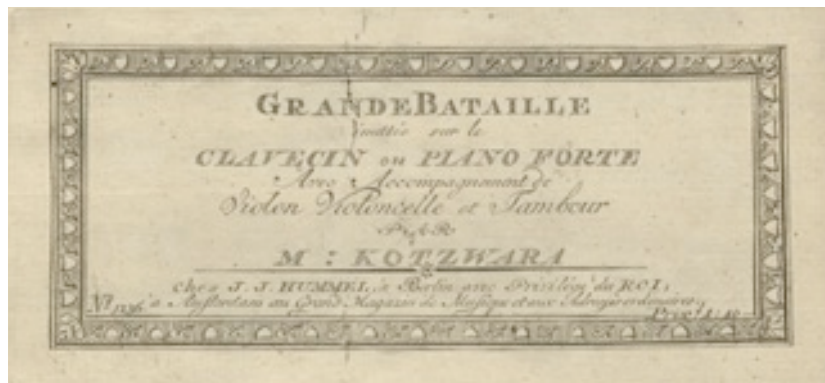 GRANDE BATAILLE
imitée sur le
CLAVECIN ou PIANO FORTE
Avec Accompagnement de
Violon Violoncelle et Tambour
PAR
M : KOTZWARA
Chez J. J. HUMMEL, à Berlin avec Privilège du ROI,
à Amsterdam au Grand Magazin de Musique et aux Adresses ordinaires,